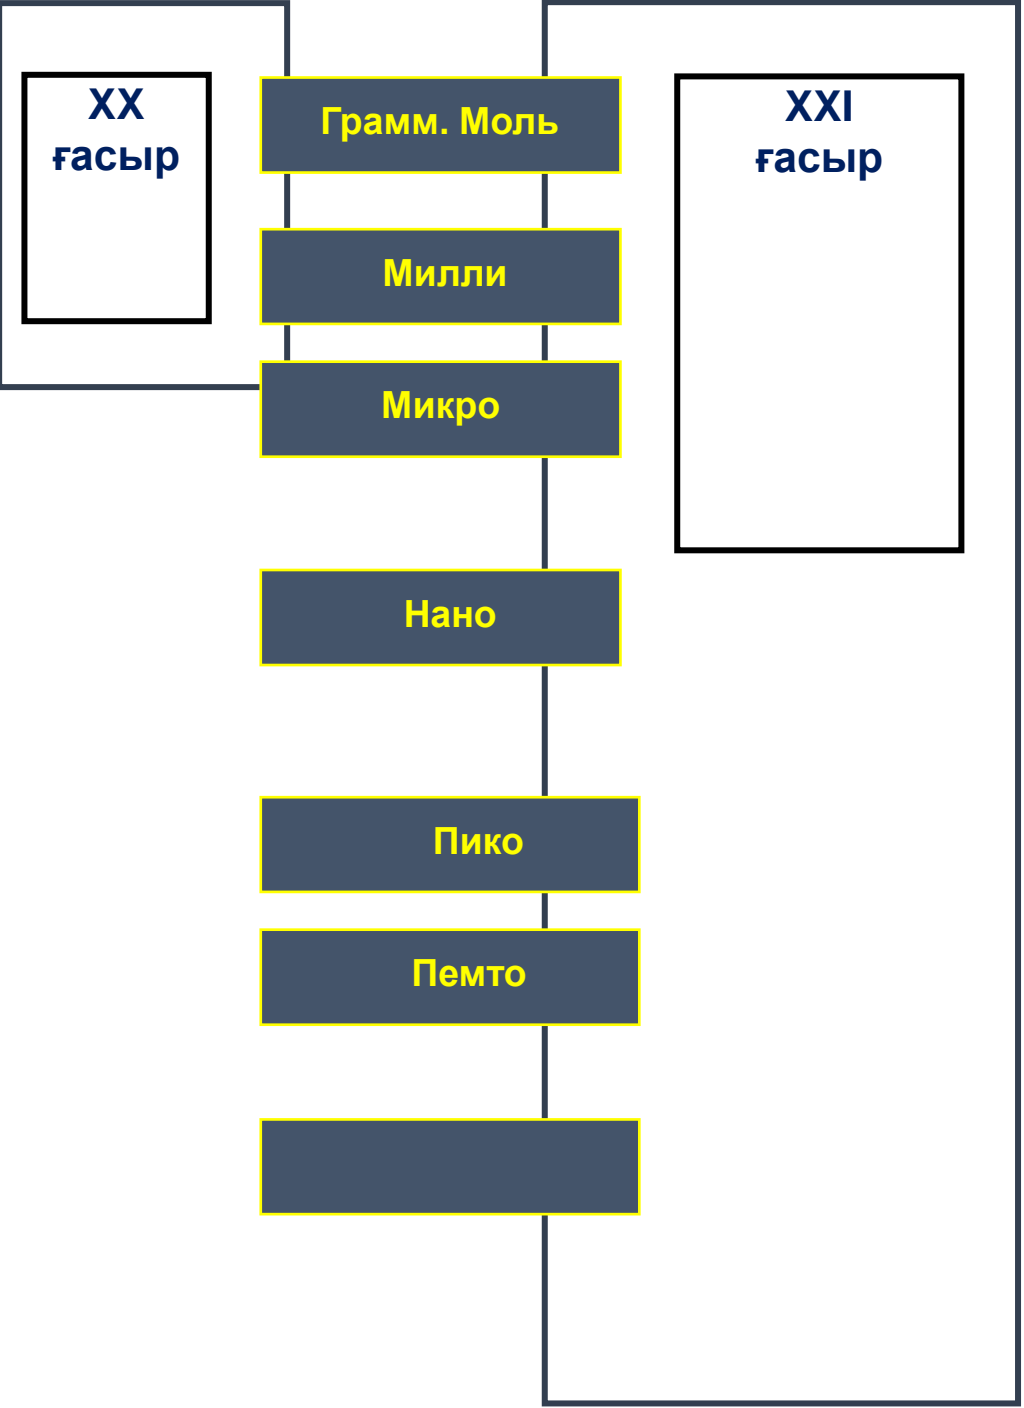 XX
ғасыр
Грамм. Моль
XXI
ғасыр
Милли
Микро
Нано
Пико
Пемто